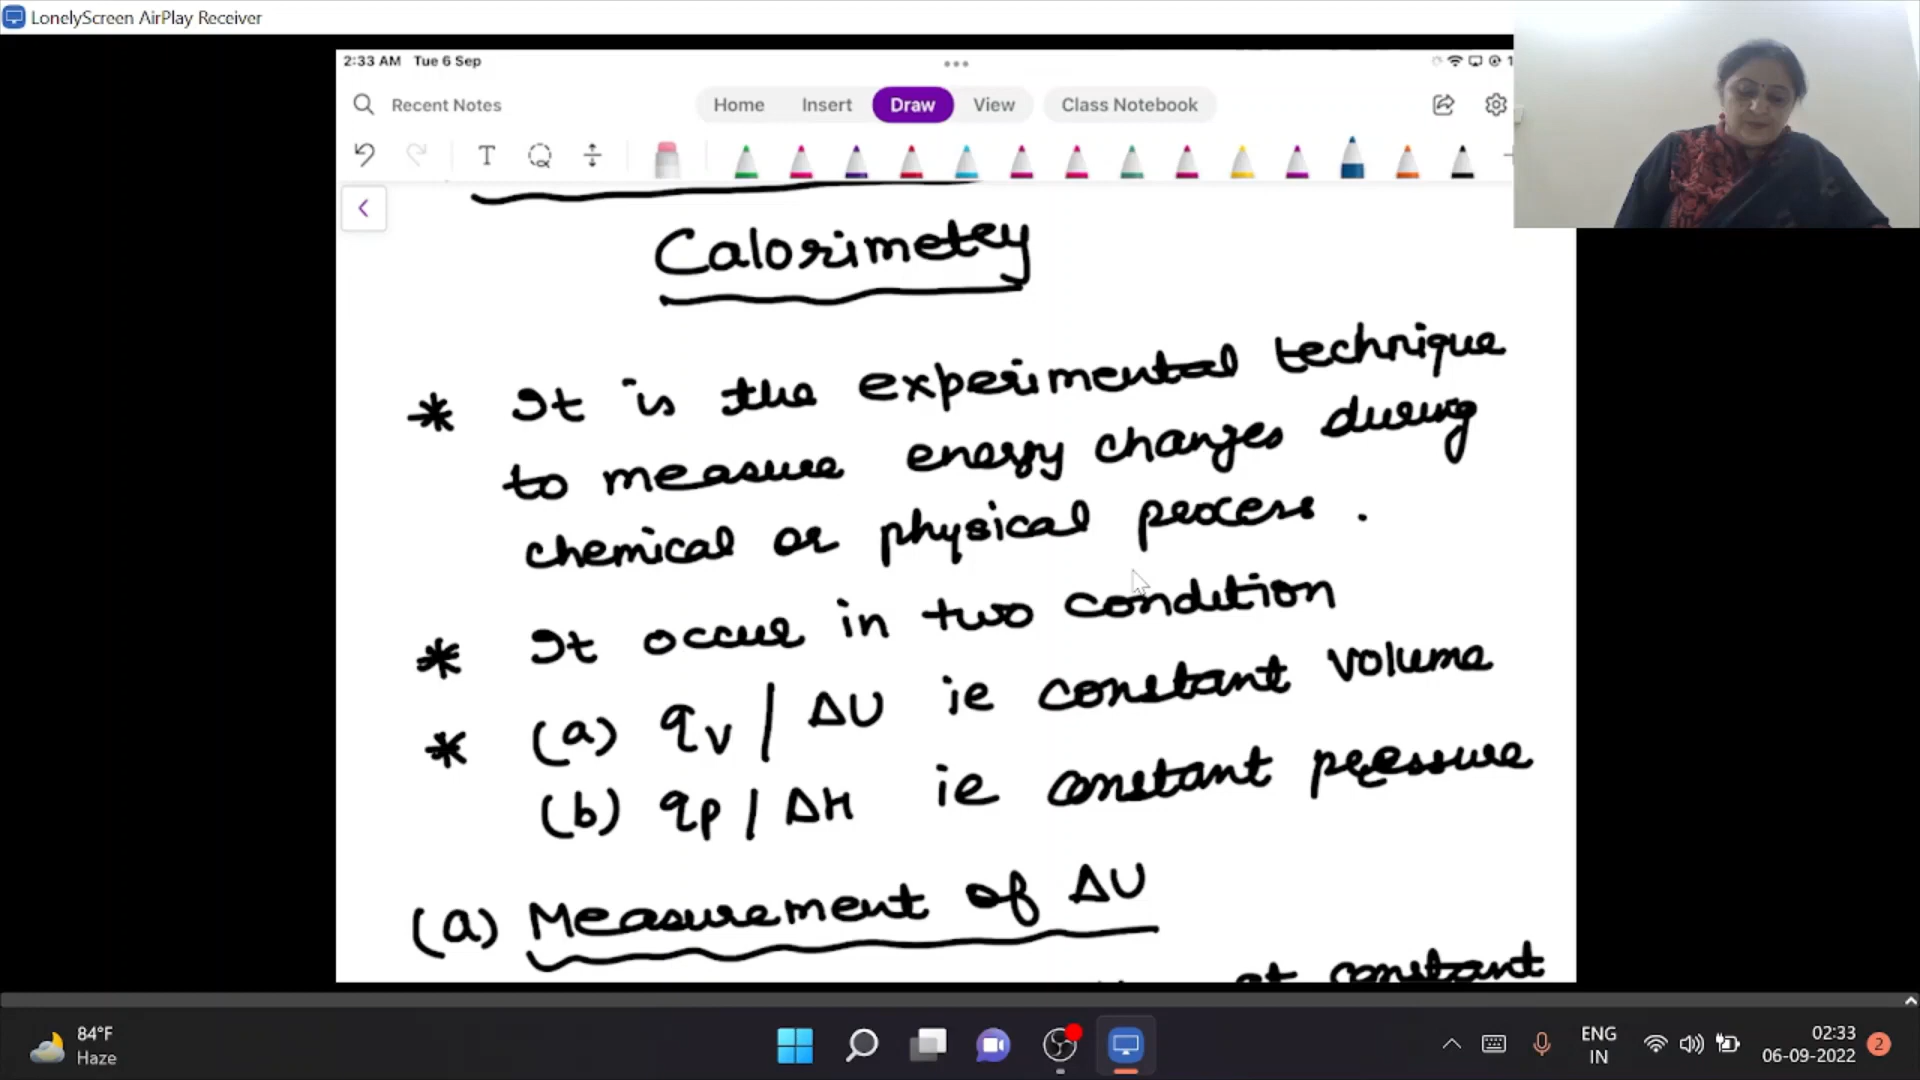 LonelyScreen AirPlay Receiver
2:33 AM Tue 6 Sep
Recent Notes
Home Insert Draw View Class Notebook
T
Calorimetry
* It is the experimental technique
to measure energy changes during
chemical or physical process.
* It occur in two condition
* (a) qv / ΔU ie constant volume
(b) qp / ΔH ie constant pressure
(a) Measurement of ΔU
at constant
84°F
Haze
ENG
IN
02:33
06-09-2022
2